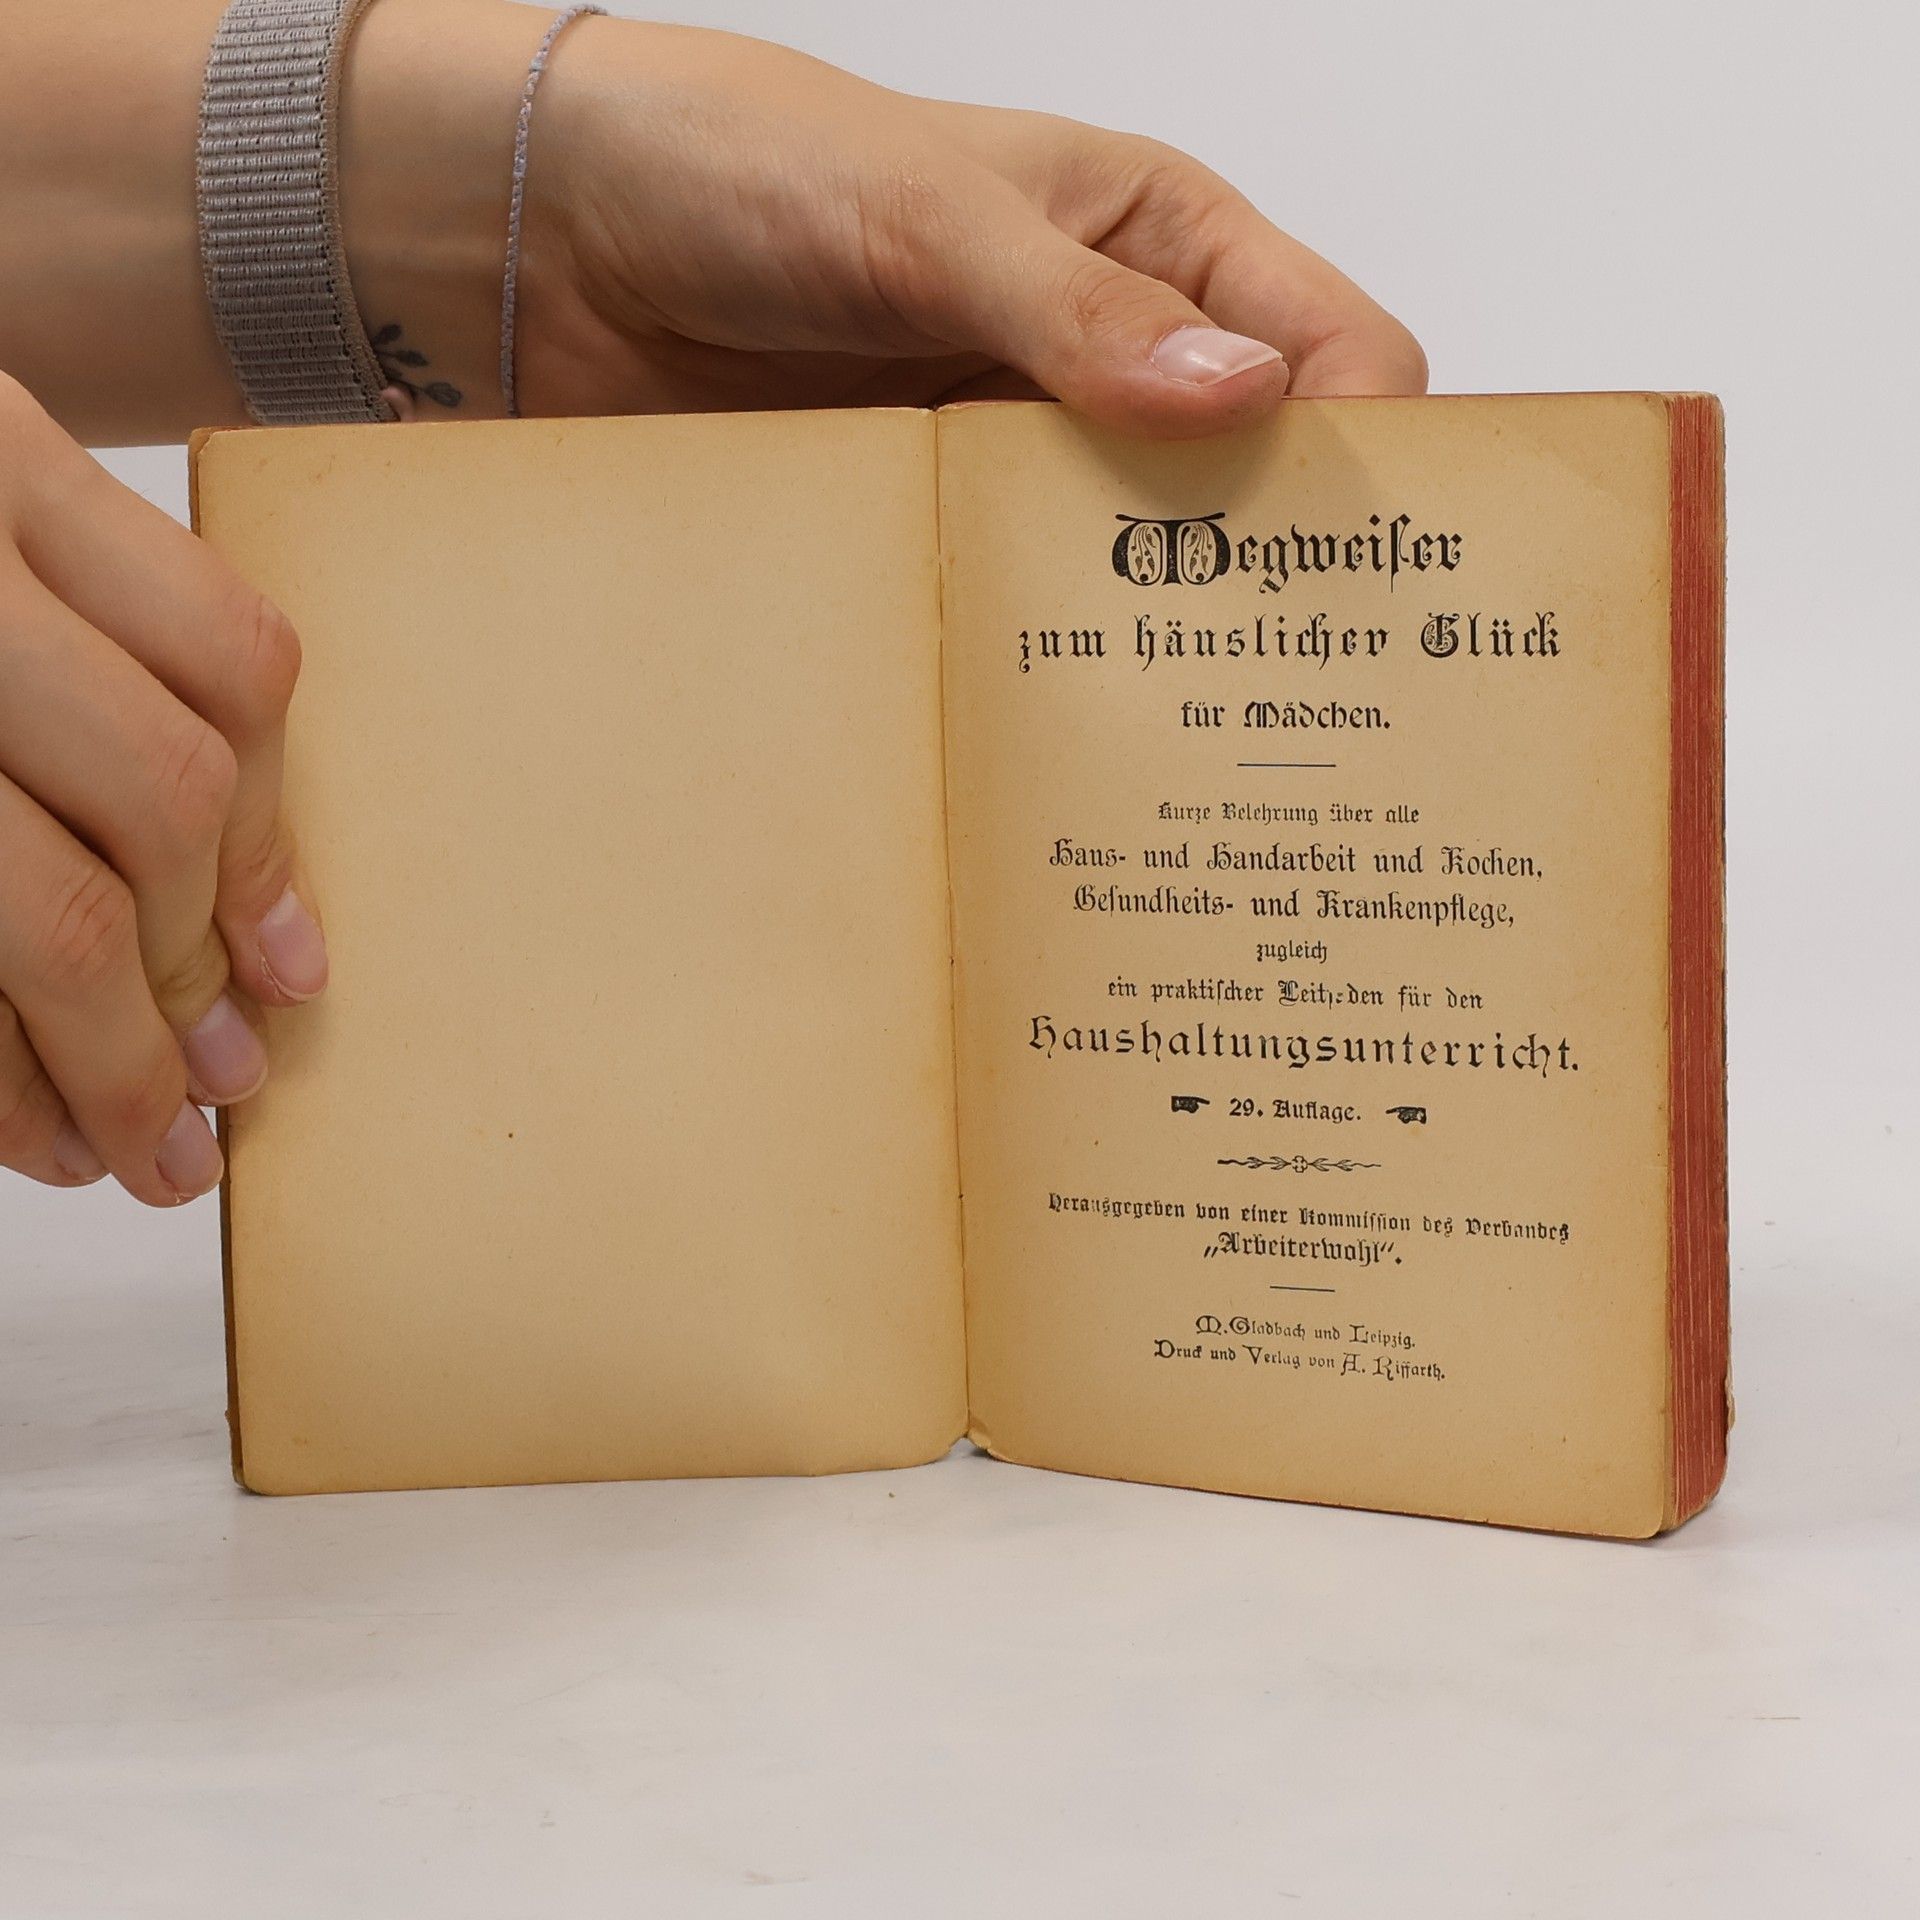 Wegweiſer
zum häuslichen Glück
für Mädchen.
Kurze Belehrung über alle
Haus- und Handarbeit und Kochen,
Geſundheits- und Krankenpflege,
zugleich
ein praktiſcher Leitfaden für den
Haushaltungsunterricht.
29. Auflage.
Herausgegeben von einer Kommiſſion des Verbandes
„Arbeiterwohl“.
M. Gladbach und Leipzig.
Druck und Verlag von A. Riffarth.